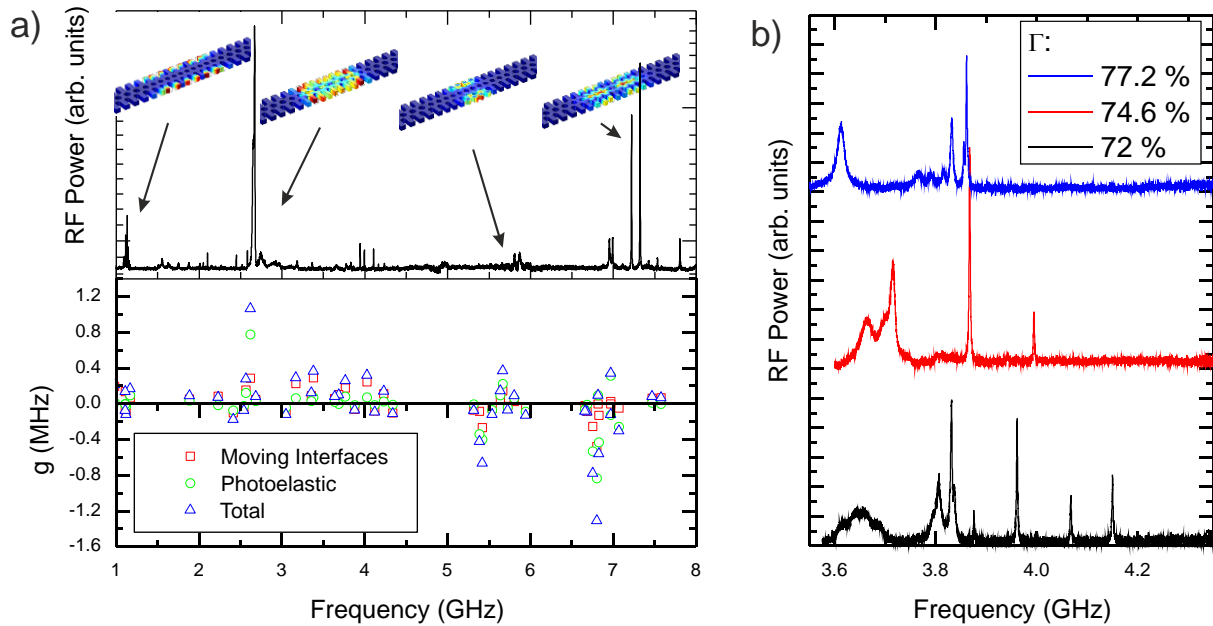 a)
RF Power (arb. units)
1.2
0.8
0.4
0.0
-0.4
-0.8
-1.2
-1.6
g (MHz)
Moving Interfaces
Photoelastic
Total
1 2 3 4 5 6 7 8
Frequency (GHz)
b)
Γ:
77.2 %
74.6 %
72 %
RF Power (arb. units)
3.6 3.8 4.0 4.2
Frequency (GHz)